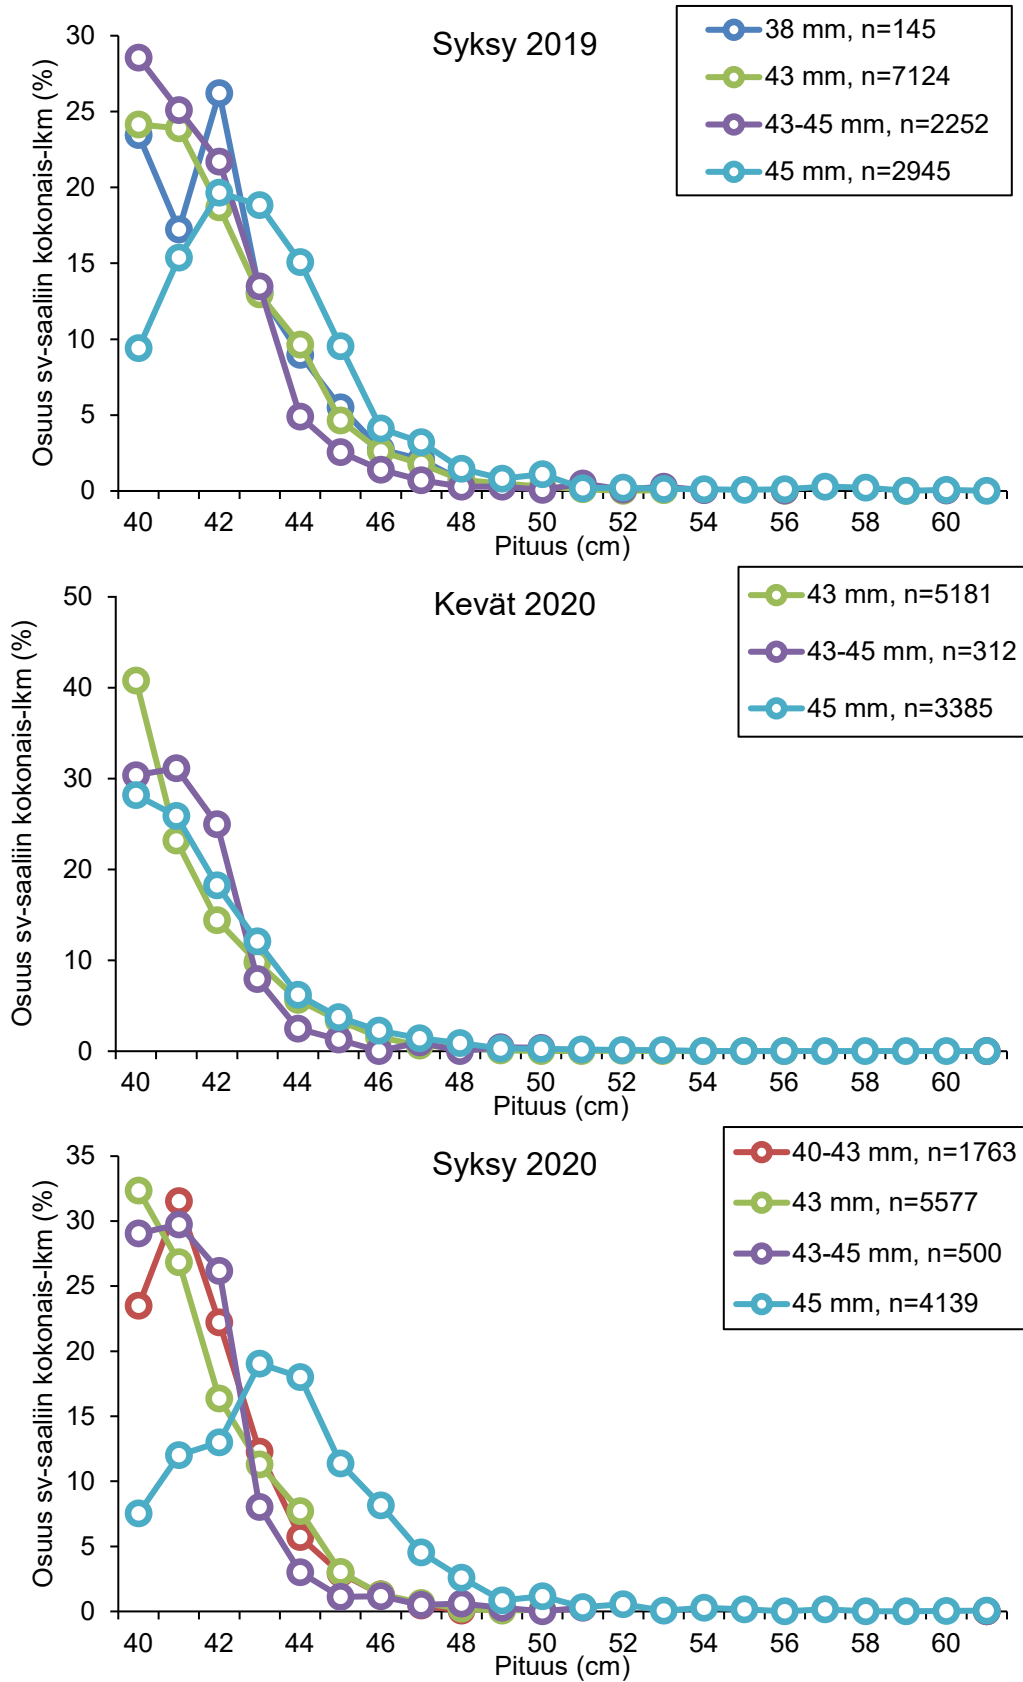 Syksy 2019
38 mm, n=145
43 mm, n=7124
43-45 mm, n=2252
45 mm, n=2945
Osuus sv-saaliin kokonais-lkm (%)
30
25
20
15
10
5
0
40 42 44 46 48 50 52 54 56 58 60
Pituus (cm)
Kevät 2020
43 mm, n=5181
43-45 mm, n=312
45 mm, n=3385
Osuus sv-saaliin kokonais-lkm (%)
50
40
30
20
10
0
40 42 44 46 48 50 52 54 56 58 60
Pituus (cm)
Syksy 2020
40-43 mm, n=1763
43 mm, n=5577
43-45 mm, n=500
45 mm, n=4139
Osuus sv-saaliin kokonais-lkm (%)
35
30
25
20
15
10
5
0
40 42 44 46 48 50 52 54 56 58 60
Pituus (cm)